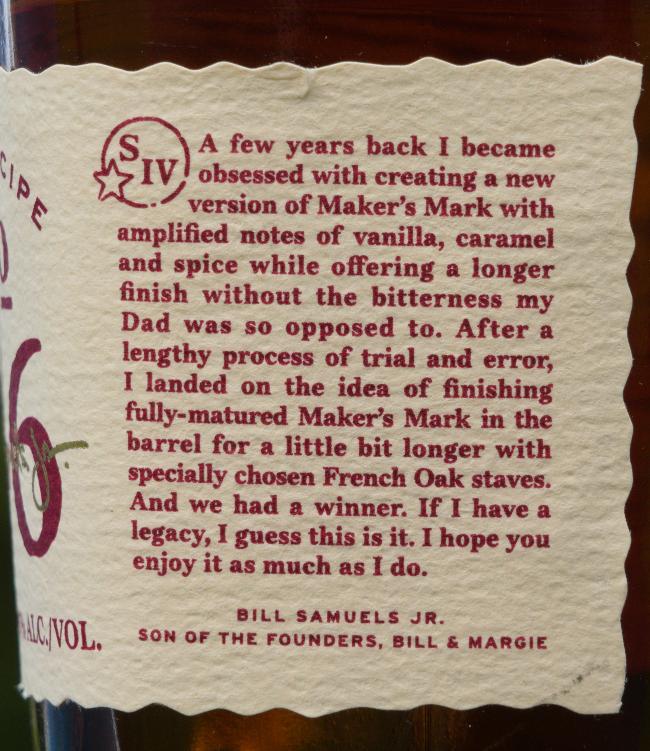 CIPE
6
ALC./VOL.
S
IV
A few years back I became
obsessed with creating a new
version of Maker's Mark with
amplified notes of vanilla, caramel
and spice while offering a longer
finish without the bitterness my
Dad was so opposed to. After a
lengthy process of trial and error,
I landed on the idea of finishing
fully-matured Maker's Mark in the
barrel for a little bit longer with
specially chosen French Oak staves.
And we had a winner. If I have a
legacy, I guess this is it. I hope you
enjoy it as much as I do.
BILL SAMUELS JR.
SON OF THE FOUNDERS, BILL & MARGIE